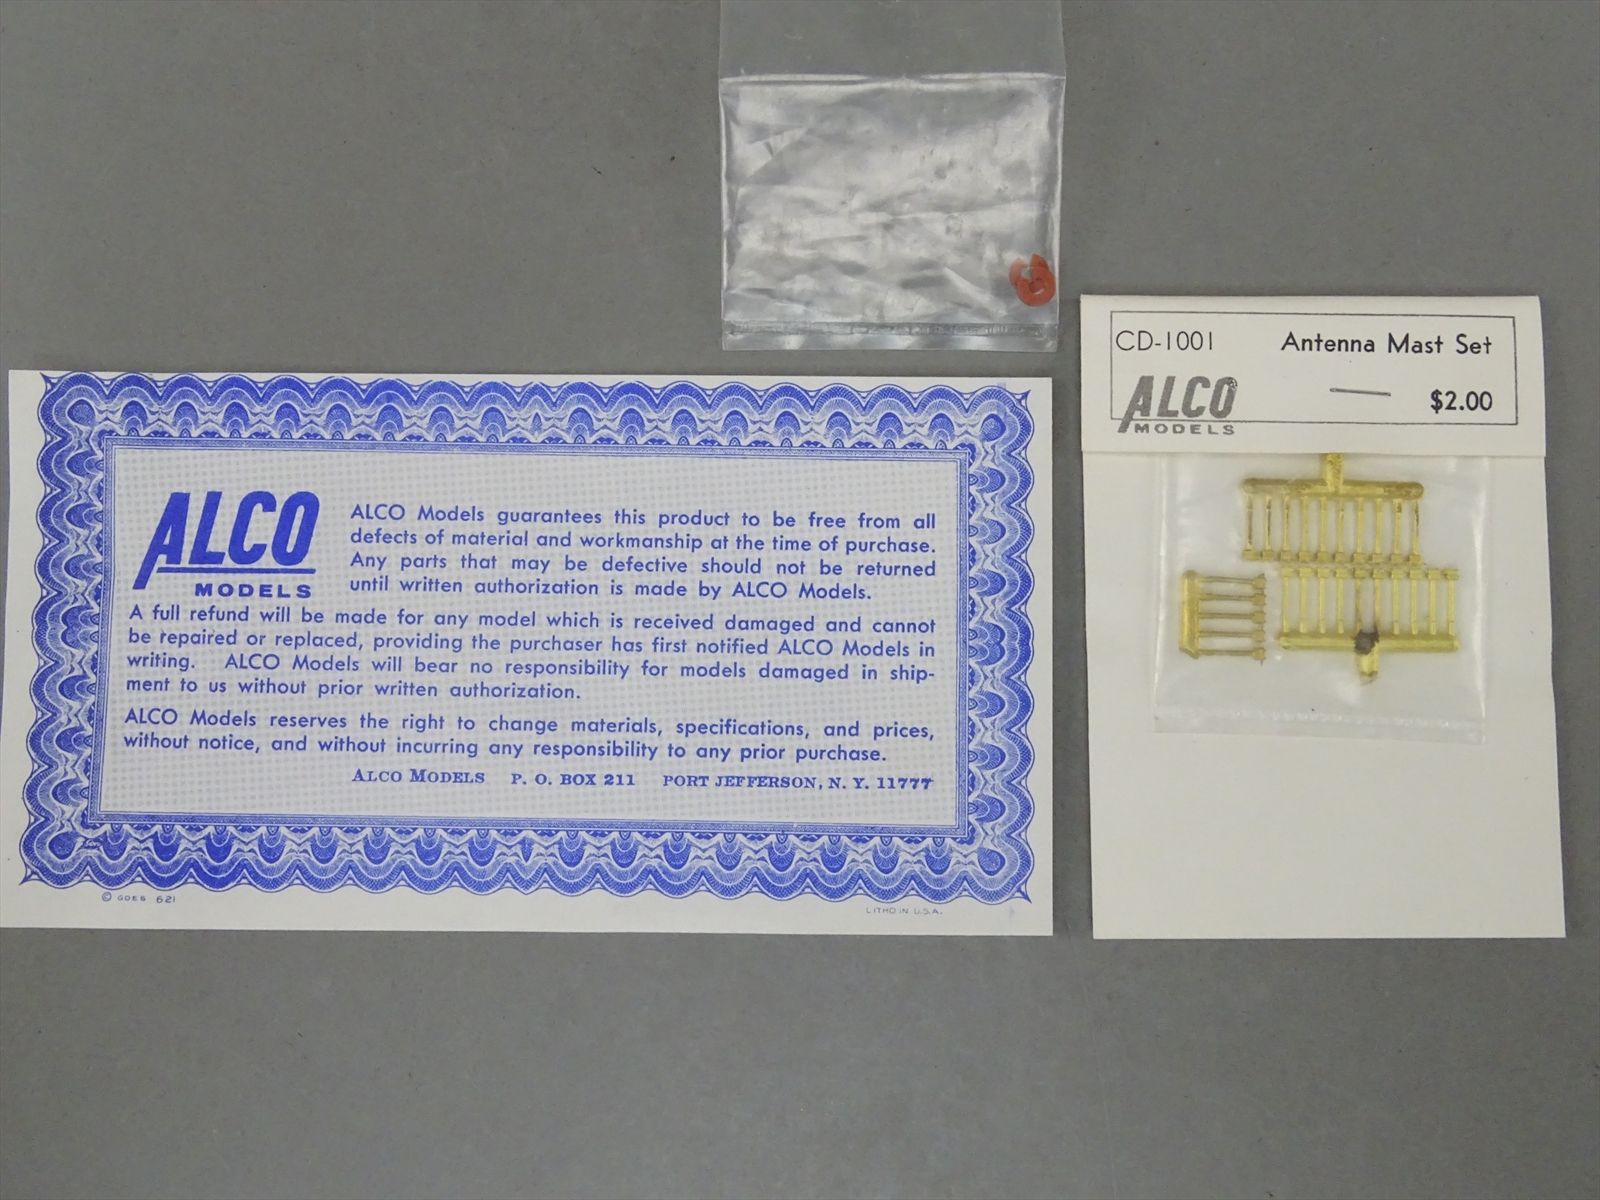 CD-1001 Antenna Mast Set
ALCO
MODELS
$2.00
ALCO
MODELS
ALCO Models guarantees this product to be free from all
defects of material and workmanship at the time of purchase.
Any parts that may be defective should not be returned
until written authorization is made by ALCO Models.
A full refund will be made for any model which is received damaged and cannot
be repaired or replaced, providing the purchaser has first notified ALCO Models in
writing. ALCO Models will bear no responsibility for models damaged in ship-
ment to us without prior written authorization.
ALCO Models reserves the right to change materials, specifications, and prices,
without notice, and without incurring any responsibility to any prior purchase.
ALCO MODELS P. O. BOX 211 PORT JEFFERSON, N. Y. 11777
© GOES 621
LITHO IN U.S.A.